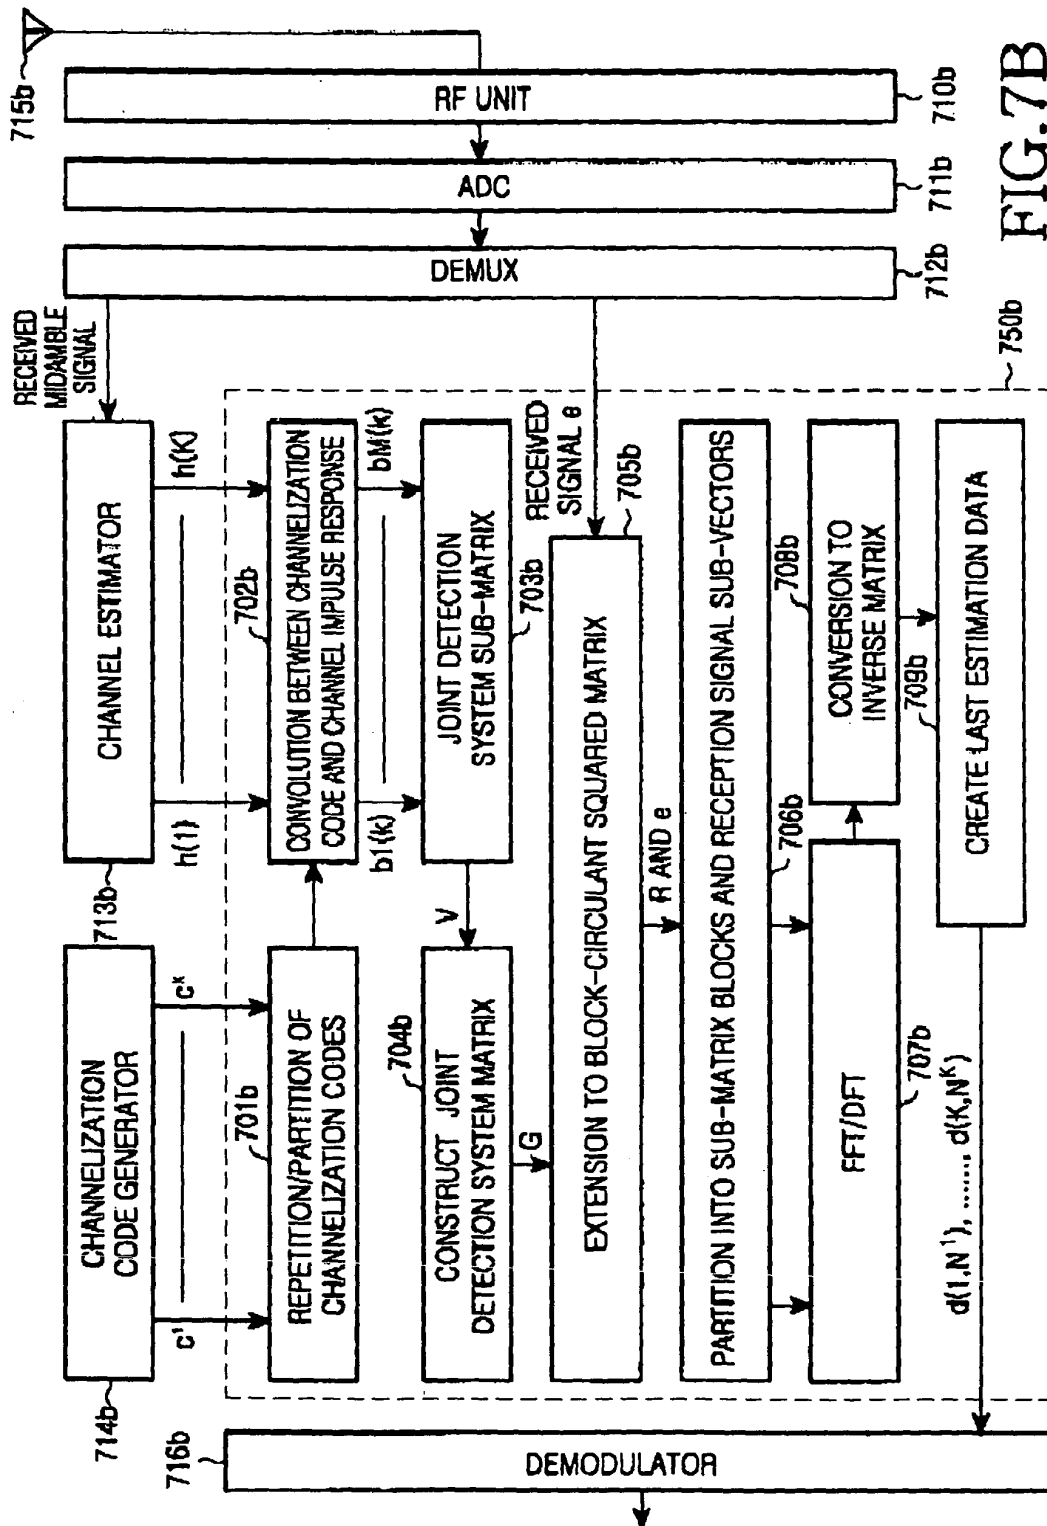 715b
RF UNIT
710b
ADC
711b
DEMUX
712b
FIG.7B
RECEIVED
MIDAMBLE
SIGNAL
CHANNEL ESTIMATOR
713b
h(1)
h(K)
CHANNELIZATION
CODE GENERATOR
714b
c¹
cᴷ
750b
701b
REPETITION/PARTITION OF
CHANNELIZATION CODES
702b
CONVOLUTION BETWEEN CHANNELIZATION
CODE AND CHANNEL IMPULSE RESPONSE
b1(k)
bM(k)
JOINT DETECTION
SYSTEM SUB-MATRIX
703b
V
704b
CONSTRUCT JOINT
DETECTION SYSTEM MATRIX
G
RECEIVED
SIGNAL e
705b
EXTENSION TO BLOCK-CIRCULANT SQUARED MATRIX
R AND e
PARTITION INTO SUB-MATRIX BLOCKS AND RECEPTION SIGNAL SUB-VECTORS
706b
FFT/DFT
707b
708b
CONVERSION TO
INVERSE MATRIX
709b
CREATE LAST ESTIMATION DATA
d(1,N¹), ......, d(K,Nᴷ)
716b
DEMODULATOR